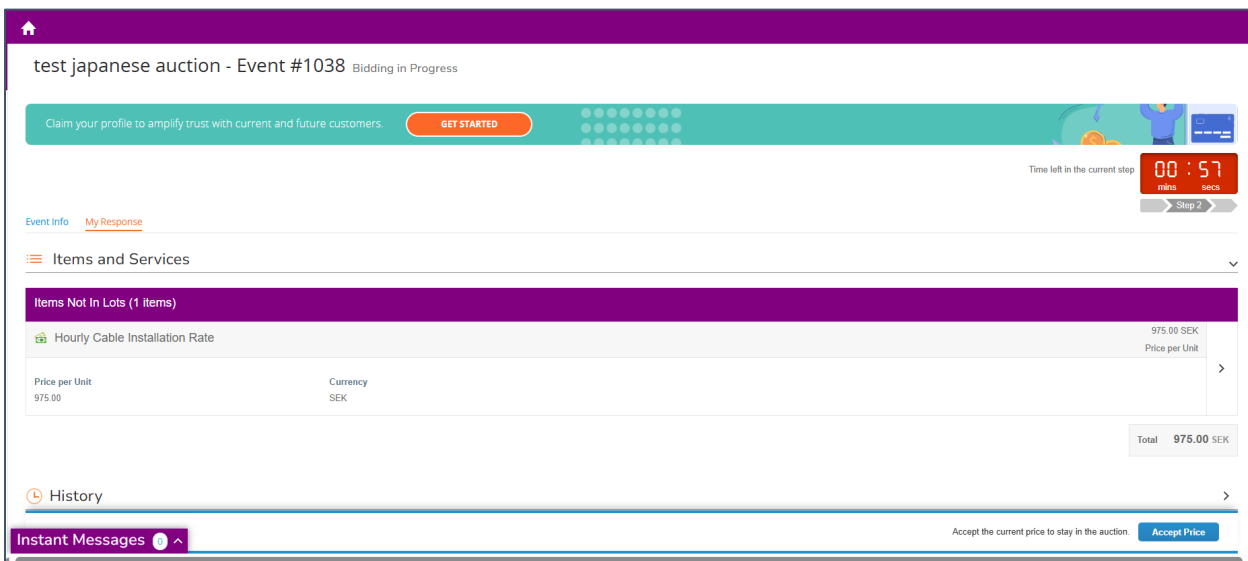 test japanese auction - Event #1038 Bidding in Progress
Claim your profile to amplify trust with current and future customers. GET STARTED
Time left in the current step 00 : 57
mins secs
Step 2
Event Info My Response
Items and Services
Items Not In Lots (1 items)
Hourly Cable Installation Rate 975.00 SEK
Price per Unit
Price per Unit Currency
975.00 SEK
Total 975.00 SEK
History
Accept the current price to stay in the auction. Accept Price
Instant Messages 0